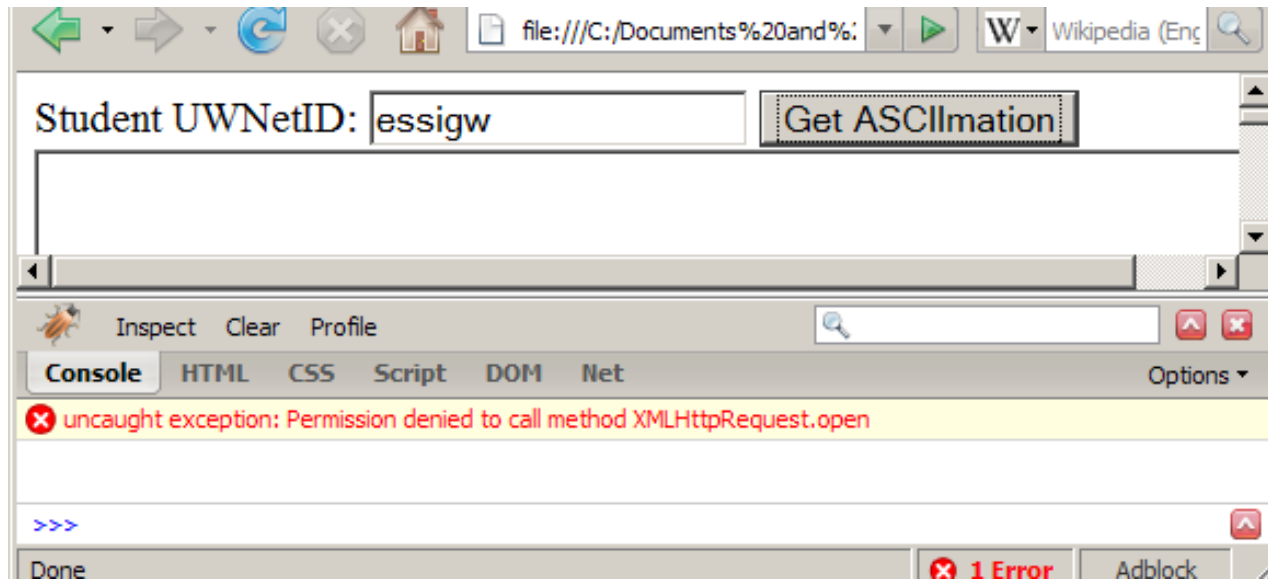 file:///C:/Documents%20and%:
W Wikipedia (Eng
Student UWNetID: essigw Get ASCIImation
Inspect Clear Profile
Console HTML CSS Script DOM Net Options
uncaught exception: Permission denied to call method XMLHttpRequest.open
>>>
Done 1 Error Adblock